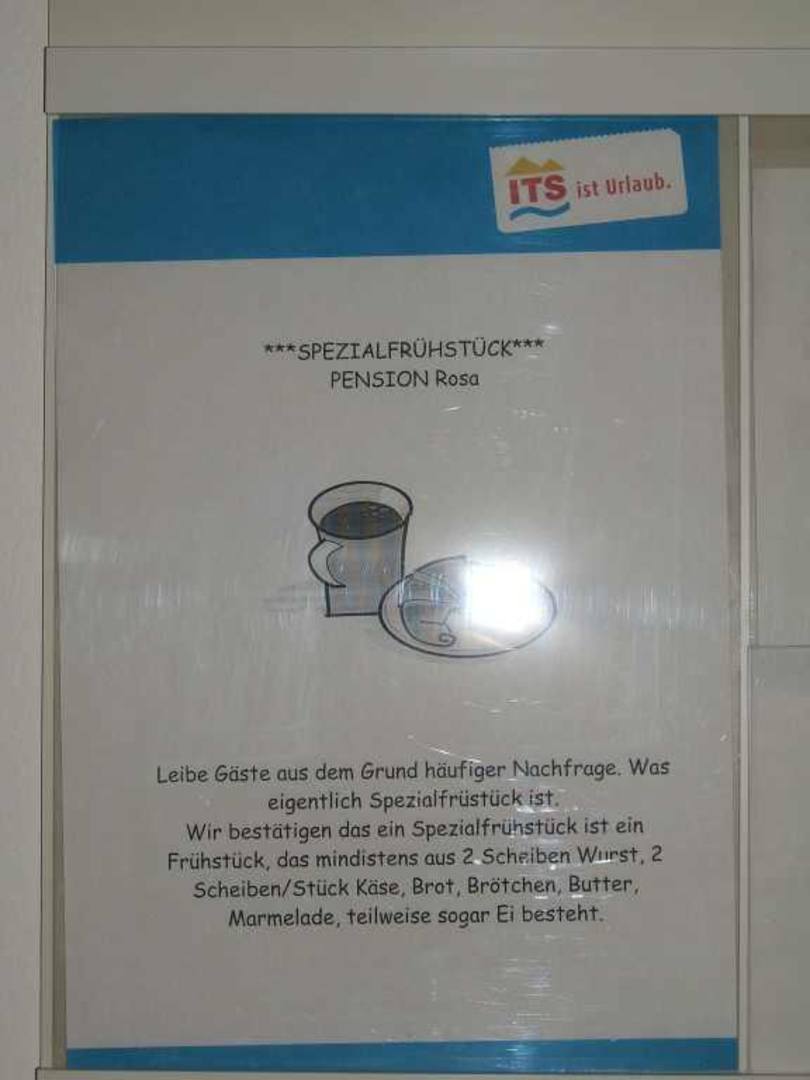 ITS ist Urlaub.
***SPEZIALFRÜHSTÜCK***
PENSION Rosa
Leibe Gäste aus dem Grund häufiger Nachfrage. Was
eigentlich Spezialfrüstück ist.
Wir bestätigen das ein Spezialfrühstück ist ein
Frühstück, das mindistens aus 2 Scheiben Wurst, 2
Scheiben/Stück Käse, Brot, Brötchen, Butter,
Marmelade, teilweise sogar Ei besteht.